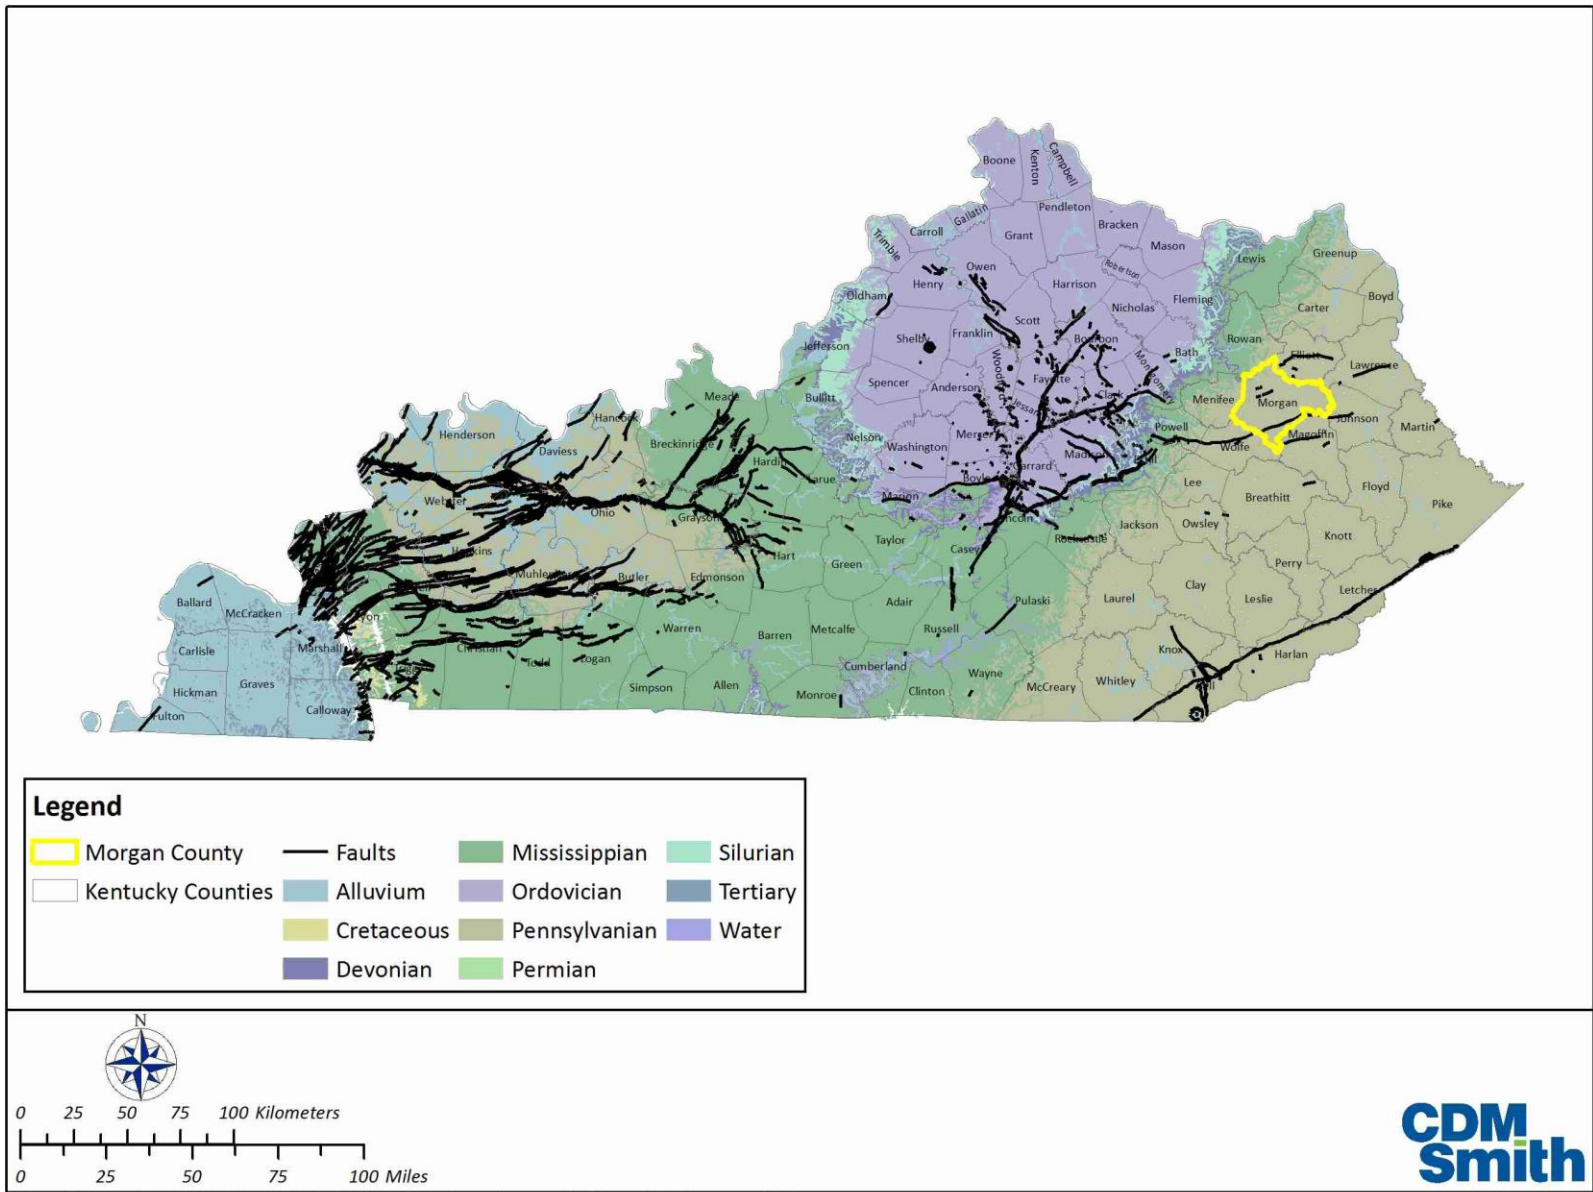 Boone
Kenton
Campbell
Gallatin
Pendleton
Carroll
Grant
Bracken
Mason
Trimble
Owen
Robertson
Lewis
Greenup
Henry
Harrison
Oldham
Nicholas
Fleming
Boyd
Carter
Scott
Franklin
Shelby
Bourbon
Jefferson
Bath
Rowan
Elliott
Lawrence
Spencer
Anderson
Fayette
Montgomery
Clark
Menifee
Morgan
Meade
Bullitt
Johnson
Martin
Hancock
Henderson
Daviess
Breckinridge
Nelson
Washington
Mercer
Powell
Magoffin
Wolfe
Hardin
Larue
Garrard
Madison
Boyle
Lee
Floyd
Pike
Webster
Ohio
Marion
Breathitt
Grayson
Lincoln
Jackson
Owsley
Knott
Taylor
Casey
Rockcastle
Hopkins
Hart
Green
Perry
Butler
Edmonson
Clay
Letcher
Ballard
McCracken
Adair
Pulaski
Laurel
Leslie
Lyon
Warren
Metcalfe
Russell
Barren
Knox
Harlan
Carlisle
Marshall
Christian
Todd
Logan
Cumberland
Wayne
Graves
Hickman
Simpson
Allen
Monroe
Clinton
McCreary
Whitley
Fulton
Calloway
Legend
Morgan County Faults Mississippian Silurian
Kentucky Counties Alluvium Ordovician Tertiary
Cretaceous Pennsylvanian Water
Devonian Permian
N
0 25 50 75 100 Kilometers
0 25 50 75 100 Miles
CDM
Smith